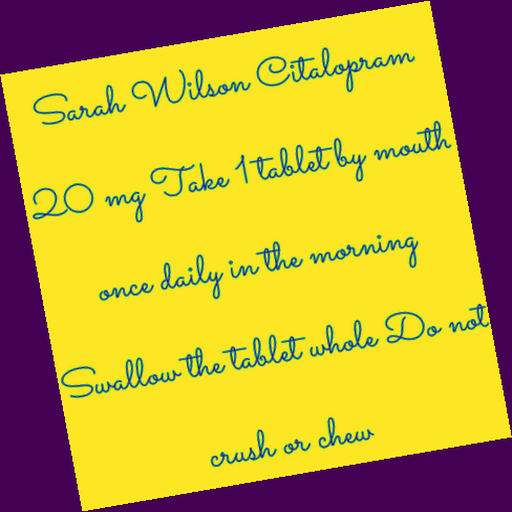 Sarah Wilson Citalopram
20 mg Take 1 tablet by mouth
once daily in the morning
Swallow the tablet whole Do not
crush or chew